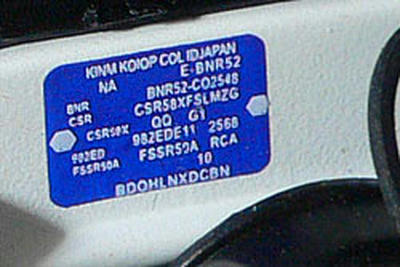 KINM KOIOP COL IDJAPAN
NA E-BNR52
BNR BNR52-CO2548
CSR CSR58XFSLMZG
CSR58X QQ G1
982ED 982EDE11 2568
FSSR50A FSSR50A RCA
10
BDOHLNXDCBN